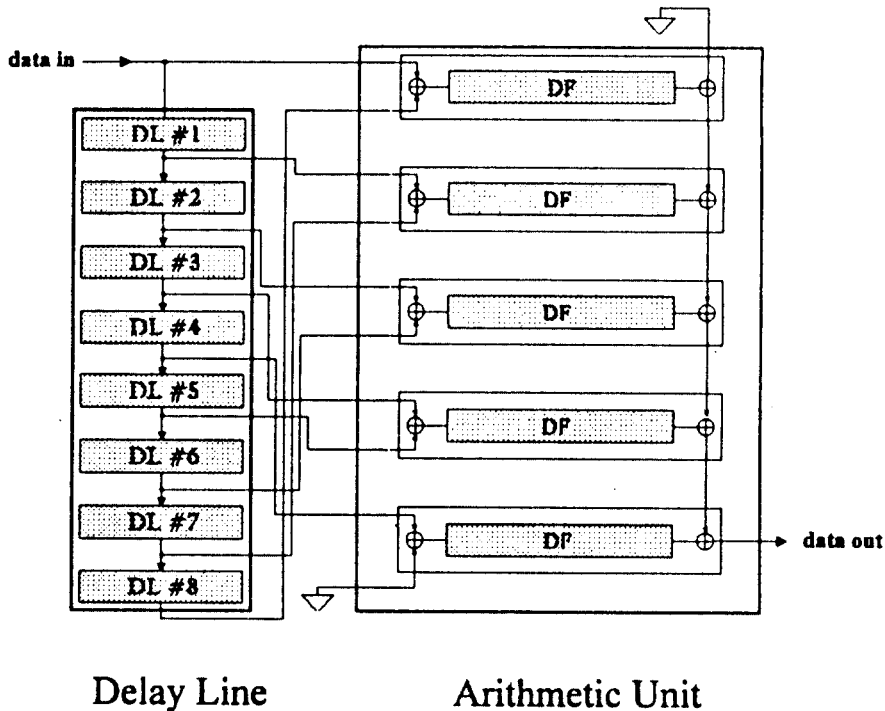 data in
DF
DL #1
DL #2
DF
DL #3
DF
DL #4
DL #5
DF
DL #6
DL #7
DF
data out
DL #8
Delay Line
Arithmetic Unit